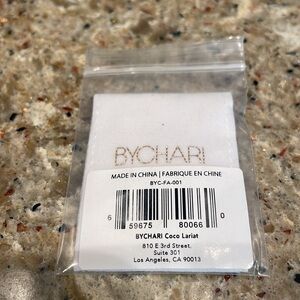 BYCHARI
MADE IN CHINA | FABRIQUE EN CHINE
BYC-FA-001
6 59675 80066 0
BYCHARI Coco Lariat
810 E 3rd Street,
Suite 301
Los Angeles, CA 90013